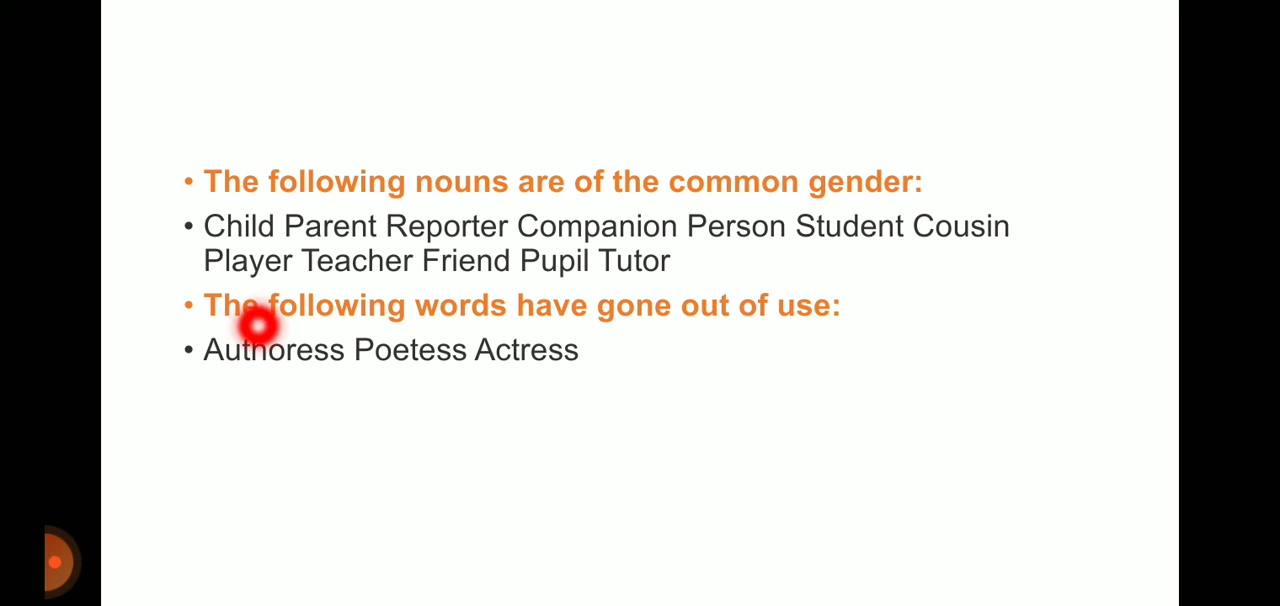 • The following nouns are of the common gender:
• Child Parent Reporter Companion Person Student Cousin
Player Teacher Friend Pupil Tutor
• The following words have gone out of use:
• Authoress Poetess Actress